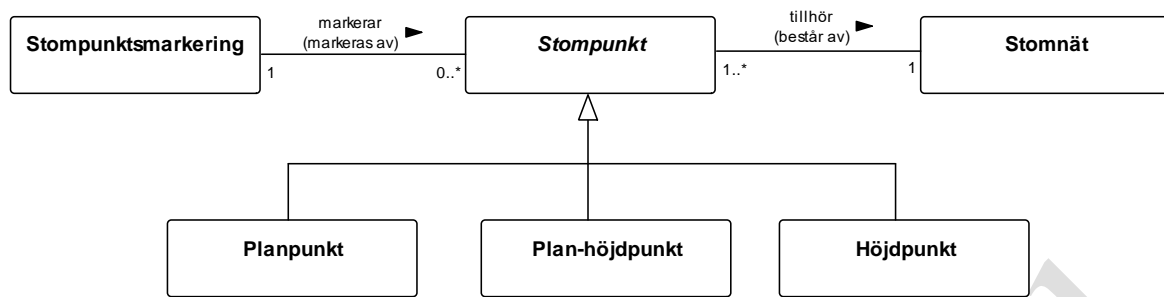 Stompunktsmarkering
markerar
(markeras av)
1
0..*
Stompunkt
tillhör
(består av)
1..*
1
Stomnät
Planpunkt
Plan-höjdpunkt
Höjdpunkt